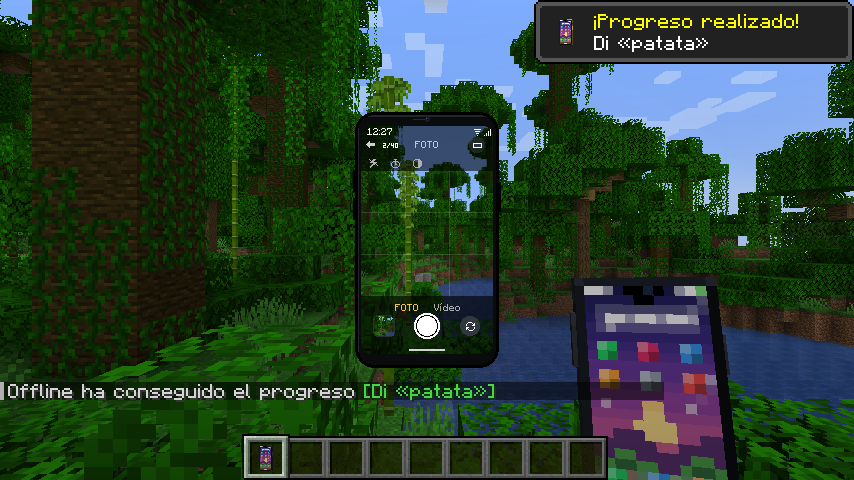 ¡Progreso realizado!
Di «patata»
12:27
2/40
FOTO
FOTO Vídeo
Offline ha conseguido el progreso [Di «patata»]